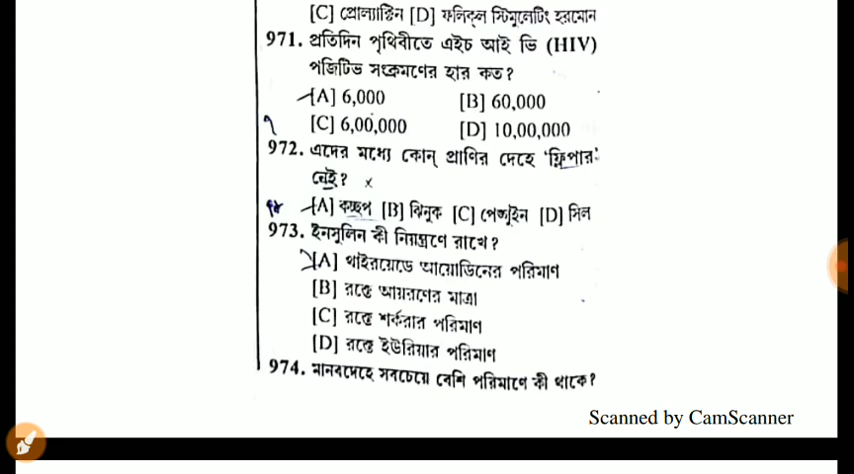 [C] প্রোল্যাক্টিন [D] ফলিক্‌ল স্টিমুলেটিং হরমোন
971. প্রতিদিন পৃথিবীতে এইচ আই ভি (HIV)
পজিটিভ সংক্রমণের হার কত?
[A] 6,000 [B] 60,000
[C] 6,00,000 [D] 10,00,000
972. এদের মধ্যে কোন্ প্রাণির দেহে 'ফ্লিপার'
নেই? x
[A] কচ্ছপ [B] ঝিনুক [C] পেঙ্গুইন [D] সিল
973. ইনসুলিন কী নিয়ন্ত্রণে রাখে?
[A] থাইরয়েডে আয়োডিনের পরিমাণ
[B] রক্তে আয়রণের মাত্রা
[C] রক্তে শর্করার পরিমাণ
[D] রক্তে ইউরিয়ার পরিমাণ
974. মানবদেহে সবচেয়ে বেশি পরিমাণে কী থাকে?
Scanned by CamScanner